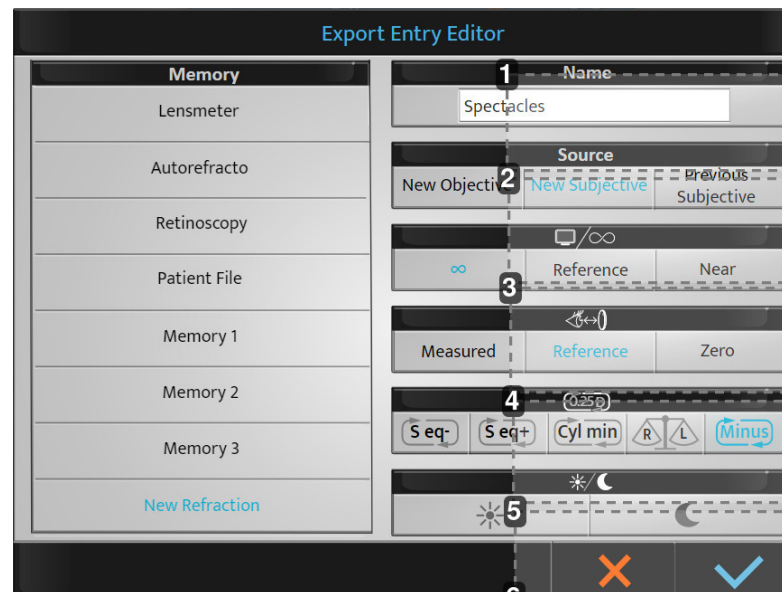 Export Entry Editor
Memory
Lensmeter
Autorefracto
Retinoscopy
Patient File
Memory 1
Memory 2
Memory 3
New Refraction
1
Name
Spectacles
Source
2
New Objective
New Subjective
Previous
Subjective
/∞
∞
Reference
Near
3
Measured
Reference
Zero
4
0.25D
S eq-
S eq+
Cyl min
R
L
Minus
5
6